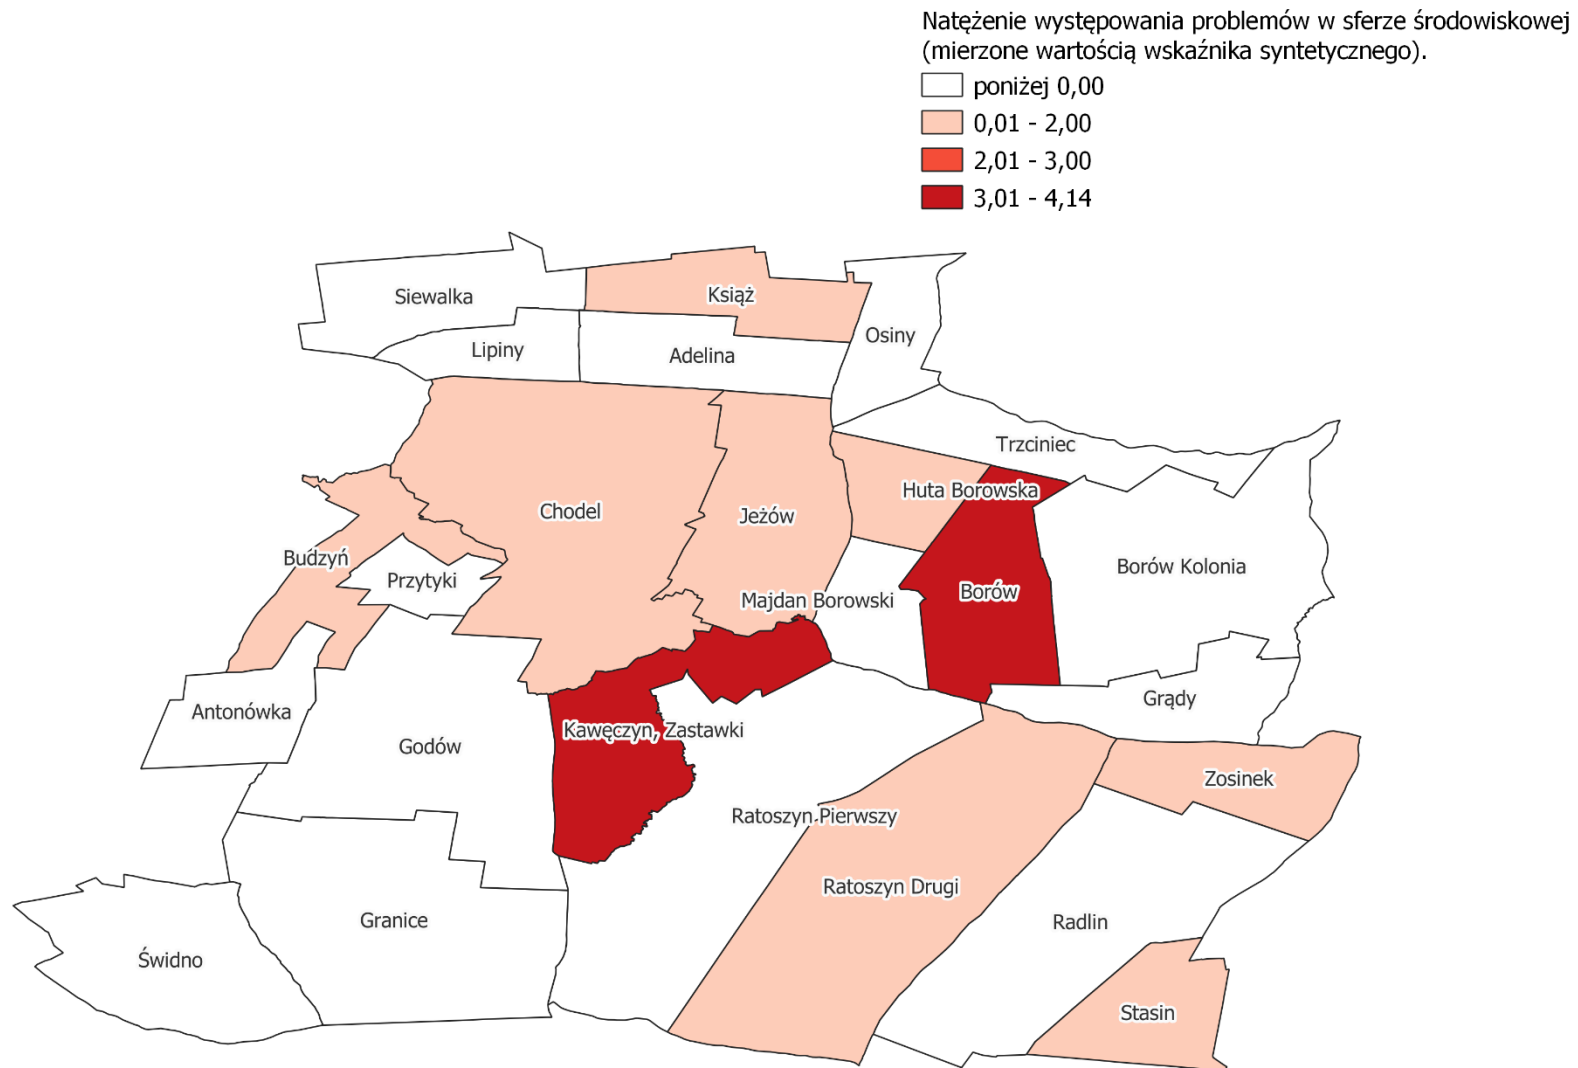 Natężenie występowania problemów w sferze środowiskowej
(mierzone wartością wskaźnika syntetycznego).
poniżej 0,00
0,01 - 2,00
2,01 - 3,00
3,01 - 4,14
Siewalka
Książ
Osiny
Lipiny
Adelina
Trzciniec
Huta Borowska
Chodel
Jeżów
Budzyń
Przytyki
Borów Kolonia
Majdan Borowski
Borów
Antonówka
Grądy
Godów
Kawęczyn, Zastawki
Zosinek
Ratoszyn Pierwszy
Ratoszyn Drugi
Granice
Radlin
Świdno
Stasin